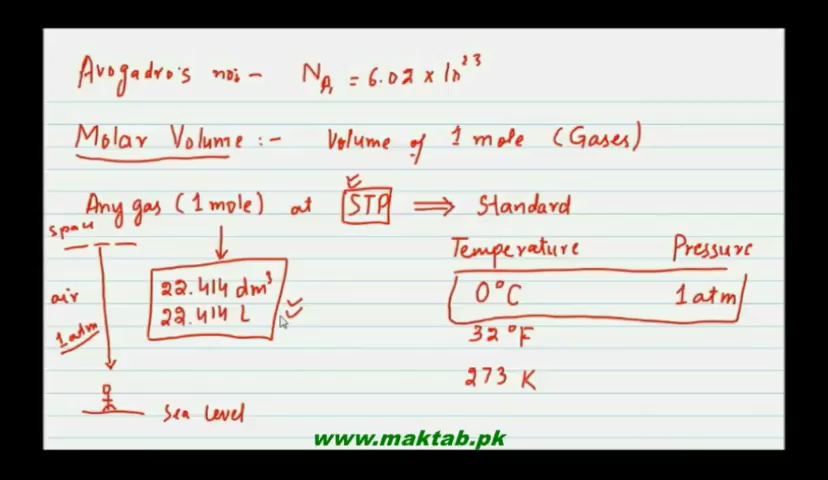 Avogadro's no:- N_A = 6.02 x 10^23
Molar Volume :- Volume of 1 mole (Gases)
Any gas (1 mole) at STP ⟹ Standard
space
Temperature Pressure
22.414 dm³
22.414 L
0°C 1 atm
air
1 atm
32 °F
273 K
Sea Level
www.maktab.pk